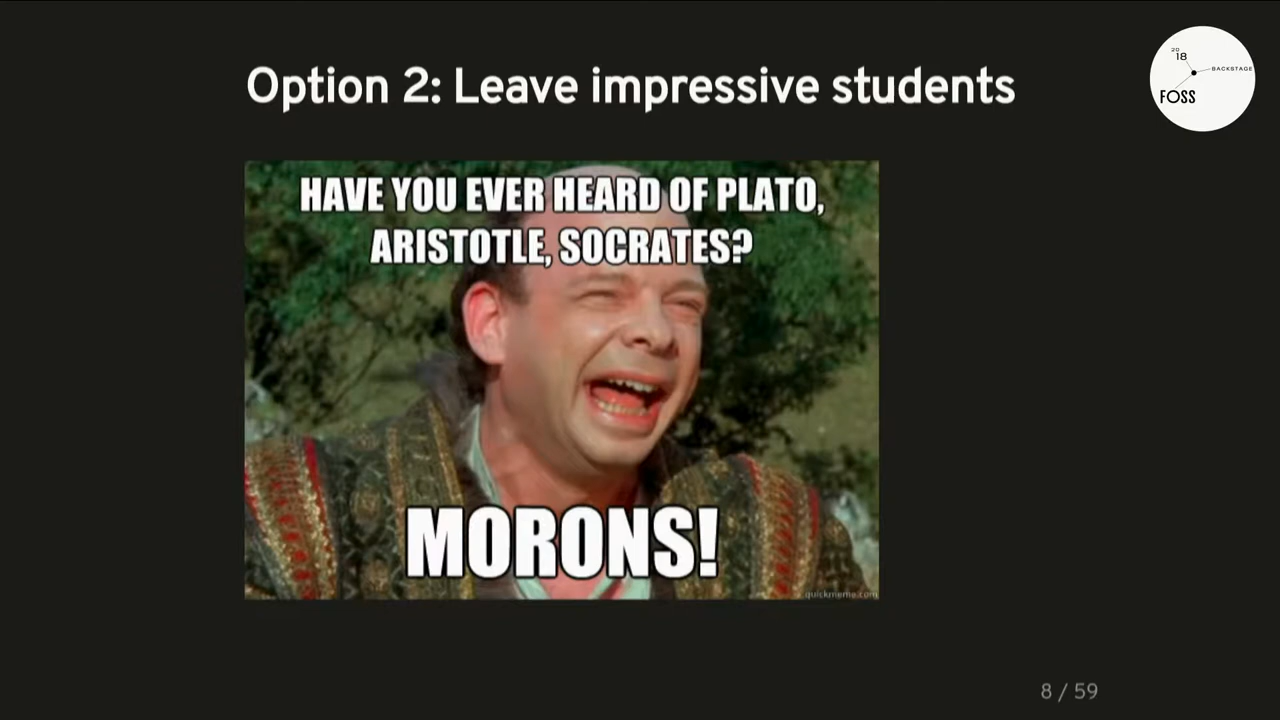 Option 2: Leave impressive students
20
18
BACKSTAGE
FOSS
HAVE YOU EVER HEARD OF PLATO,
ARISTOTLE, SOCRATES?
MORONS!
quickmeme.com
8 / 59